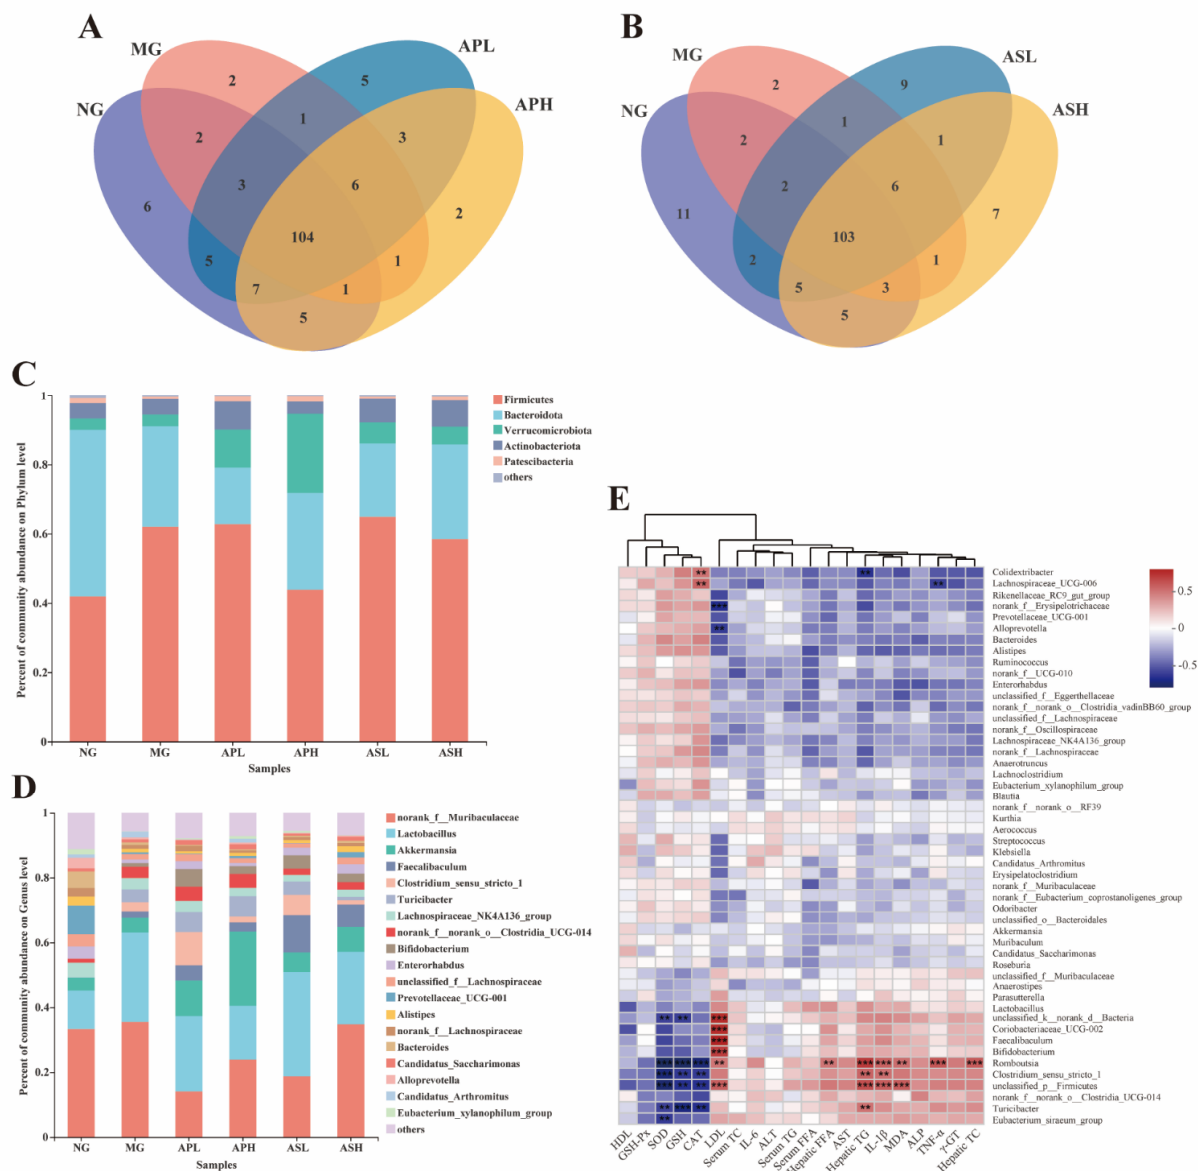 A
MG
APL
NG
APH
2
5
1
2
3
3
6
6
2
104
5
1
7
1
5
B
MG
ASL
NG
ASH
2
9
1
2
1
2
6
11
7
103
2
1
5
3
5
C
Percent of community abundance on Phylum level
1
0.8
0.6
0.4
0.2
0
NG MG APL APH ASL ASH
Samples
Firmicutes
Bacteroidota
Verrucomicrobiota
Actinobacteriota
Patescibacteria
others
D
Percent of community abundance on Genus level
1
0.8
0.6
0.4
0.2
0
NG MG APL APH ASL ASH
Samples
norank_f__Muribaculaceae
Lactobacillus
Akkermansia
Faecalibaculum
Clostridium_sensu_stricto_1
Turicibacter
Lachnospiraceae_NK4A136_group
norank_f__norank_o__Clostridia_UCG-014
Bifidobacterium
Enterorhabdus
unclassified_f__Lachnospiraceae
Prevotellaceae_UCG-001
Alistipes
norank_f__Lachnospiraceae
Bacteroides
Candidatus_Saccharimonas
Alloprevotella
Candidatus_Arthromitus
Eubacterium_xylanophilum_group
others
E
Colidextribacter
Lachnospiraceae_UCG-006
Rikenellaceae_RC9_gut_group
norank_f__Erysipelotrichaceae
Prevotellaceae_UCG-001
Alloprevotella
Bacteroides
Alistipes
Ruminococcus
norank_f__UCG-010
Enterorhabdus
unclassified_f__Eggerthellaceae
norank_f__norank_o__Clostridia_vadinBB60_group
unclassified_f__Lachnospiraceae
norank_f__Oscillospiraceae
Lachnospiraceae_NK4A136_group
norank_f__Lachnospiraceae
Anaerotruncus
Lachnoclostridium
Eubacterium_xylanophilum_group
Blautia
norank_f__norank_o__RF39
Kurthia
Aerococcus
Streptococcus
Klebsiella
Candidatus_Arthromitus
Erysipelatoclostridium
norank_f__Muribaculaceae
norank_f__Eubacterium_coprostanoligenes_group
Odoribacter
unclassified_o__Bacteroidales
Akkermansia
Muribaculum
Candidatus_Saccharimonas
Roseburia
unclassified_f__Muribaculaceae
Anaerostipes
Parasutterella
Lactobacillus
unclassified_k__norank_d__Bacteria
Coriobacteriaceae_UCG-002
Faecalibaculum
Bifidobacterium
Romboutsia
Clostridium_sensu_stricto_1
unclassified_p__Firmicutes
norank_f__norank_o__Clostridia_UCG-014
Turicibacter
Eubacterium_siraeum_group
HDL GSH-Px SOD GSH CAT LDL Serum TC IL-6 ALT Serum TG Serum FFA Hepatic FFA AST Hepatic TG IL-1β MDA ALP TNF-α γ-GT Hepatic TC
0.5
0
-0.5